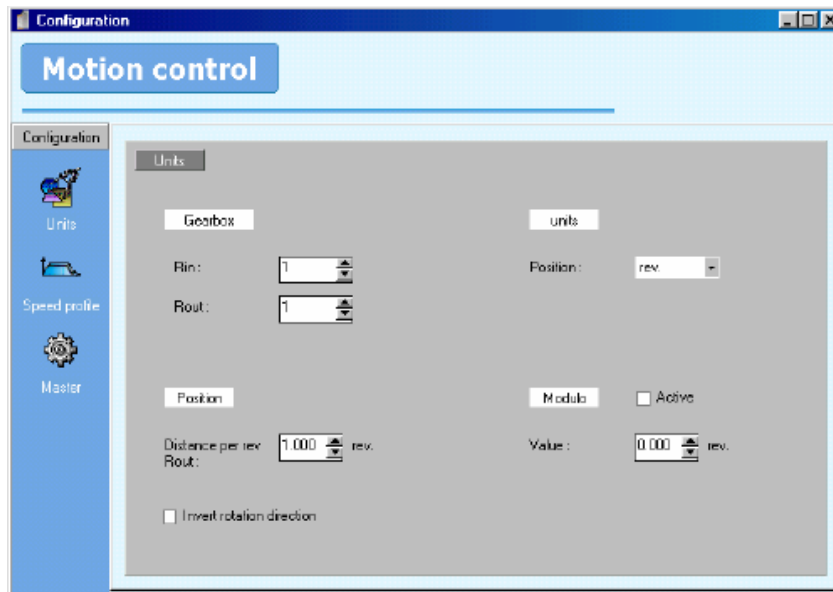 Configuration
Motion control
Configuration
Units
Speed profile
Master
Units
Gearbox
units
Rin :
1
Position :
rev.
Rout :
1
Position
Modulo
Active
Distance per rev
Rout :
1.000
rev.
Value :
0.000
rev.
Invert rotation direction